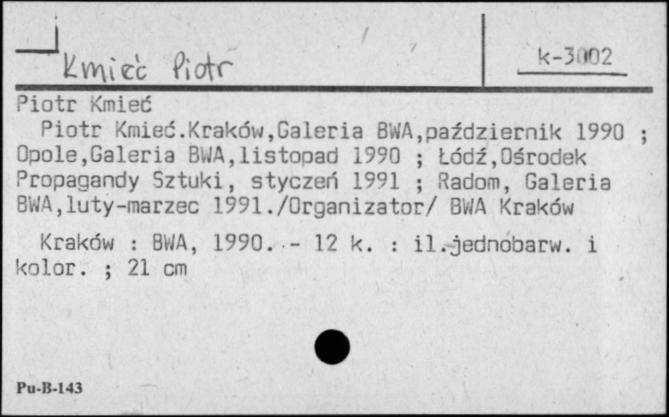 Kmieć Piotr
k-3002
Piotr Kmieć
Piotr Kmieć.Kraków,Galeria BWA,październik 1990 ;
Opole,Galeria BWA,listopad 1990 ; Łódź,Ośrodek
Propagandy Sztuki, styczeń 1991 ; Radom, Galeria
BWA,luty-marzec 1991./Organizator/ BWA Kraków
Kraków : BWA, 1990. - 12 k. : il.jednobarw. i
kolor. ; 21 cm
Pu-B-143